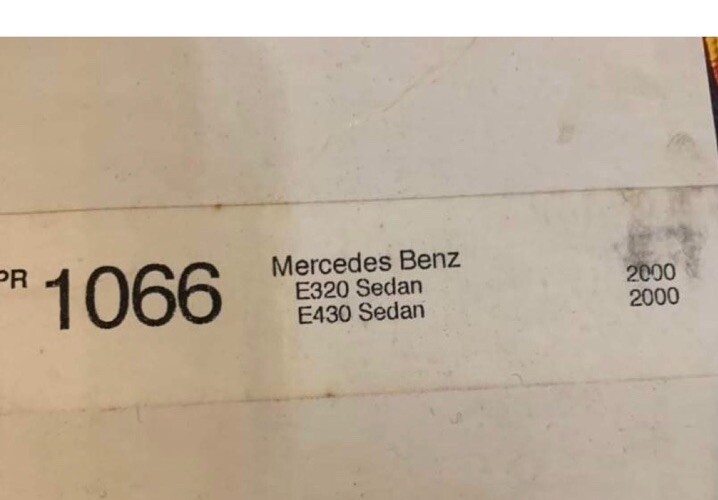 PR 1066
Mercedes Benz
E320 Sedan 2000
E430 Sedan 2000